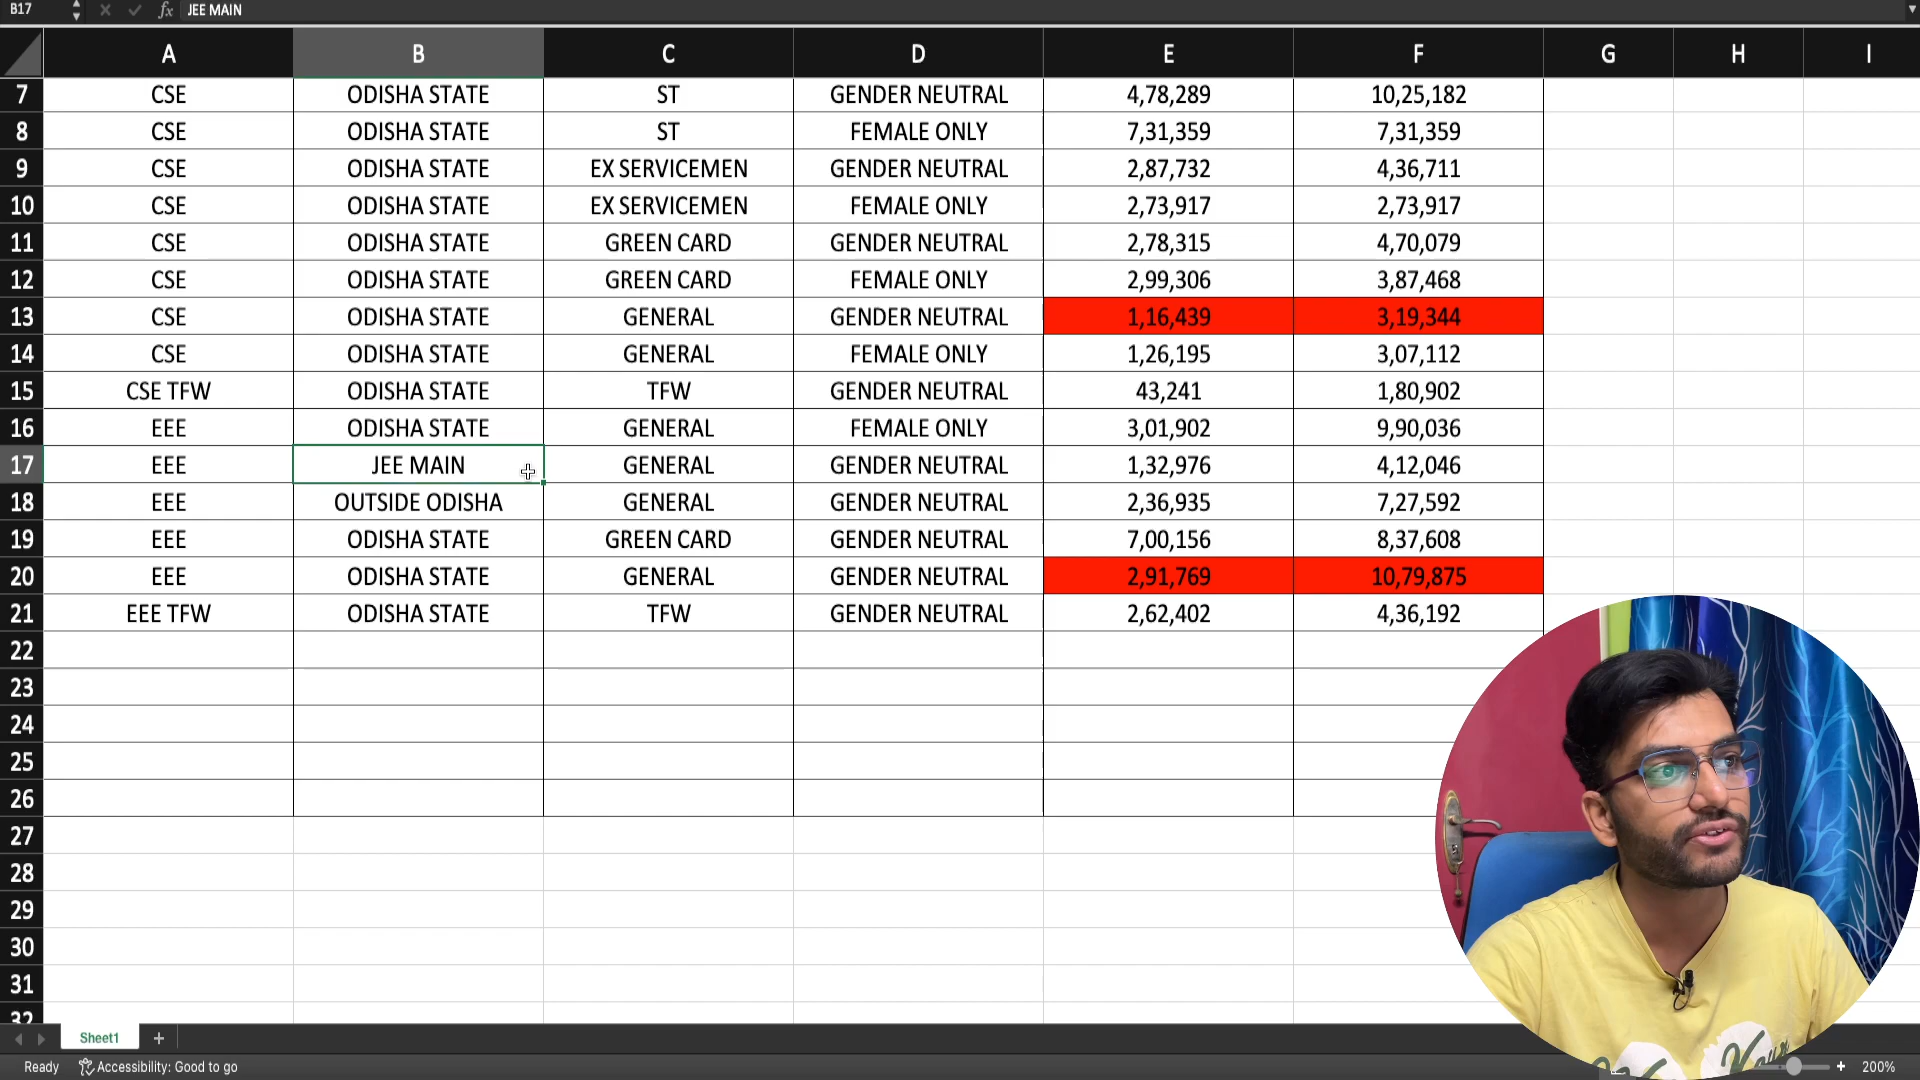 B17 fx JEE MAIN
A B C D E F G H I
7 CSE ODISHA STATE ST GENDER NEUTRAL 4,78,289 10,25,182
8 CSE ODISHA STATE ST FEMALE ONLY 7,31,359 7,31,359
9 CSE ODISHA STATE EX SERVICEMEN GENDER NEUTRAL 2,87,732 4,36,711
10 CSE ODISHA STATE EX SERVICEMEN FEMALE ONLY 2,73,917 2,73,917
11 CSE ODISHA STATE GREEN CARD GENDER NEUTRAL 2,78,315 4,70,079
12 CSE ODISHA STATE GREEN CARD FEMALE ONLY 2,99,306 3,87,468
13 CSE ODISHA STATE GENERAL GENDER NEUTRAL 1,16,439 3,19,344
14 CSE ODISHA STATE GENERAL FEMALE ONLY 1,26,195 3,07,112
15 CSE TFW ODISHA STATE TFW GENDER NEUTRAL 43,241 1,80,902
16 EEE ODISHA STATE GENERAL FEMALE ONLY 3,01,902 9,90,036
17 EEE JEE MAIN GENERAL GENDER NEUTRAL 1,32,976 4,12,046
18 EEE OUTSIDE ODISHA GENERAL GENDER NEUTRAL 2,36,935 7,27,592
19 EEE ODISHA STATE GREEN CARD GENDER NEUTRAL 7,00,156 8,37,608
20 EEE ODISHA STATE GENERAL GENDER NEUTRAL 2,91,769 10,79,875
21 EEE TFW ODISHA STATE TFW GENDER NEUTRAL 2,62,402 4,36,192
22
23
24
25
26
27
28
29
30
31
32
Sheet1 +
Ready Accessibility: Good to go + 200%